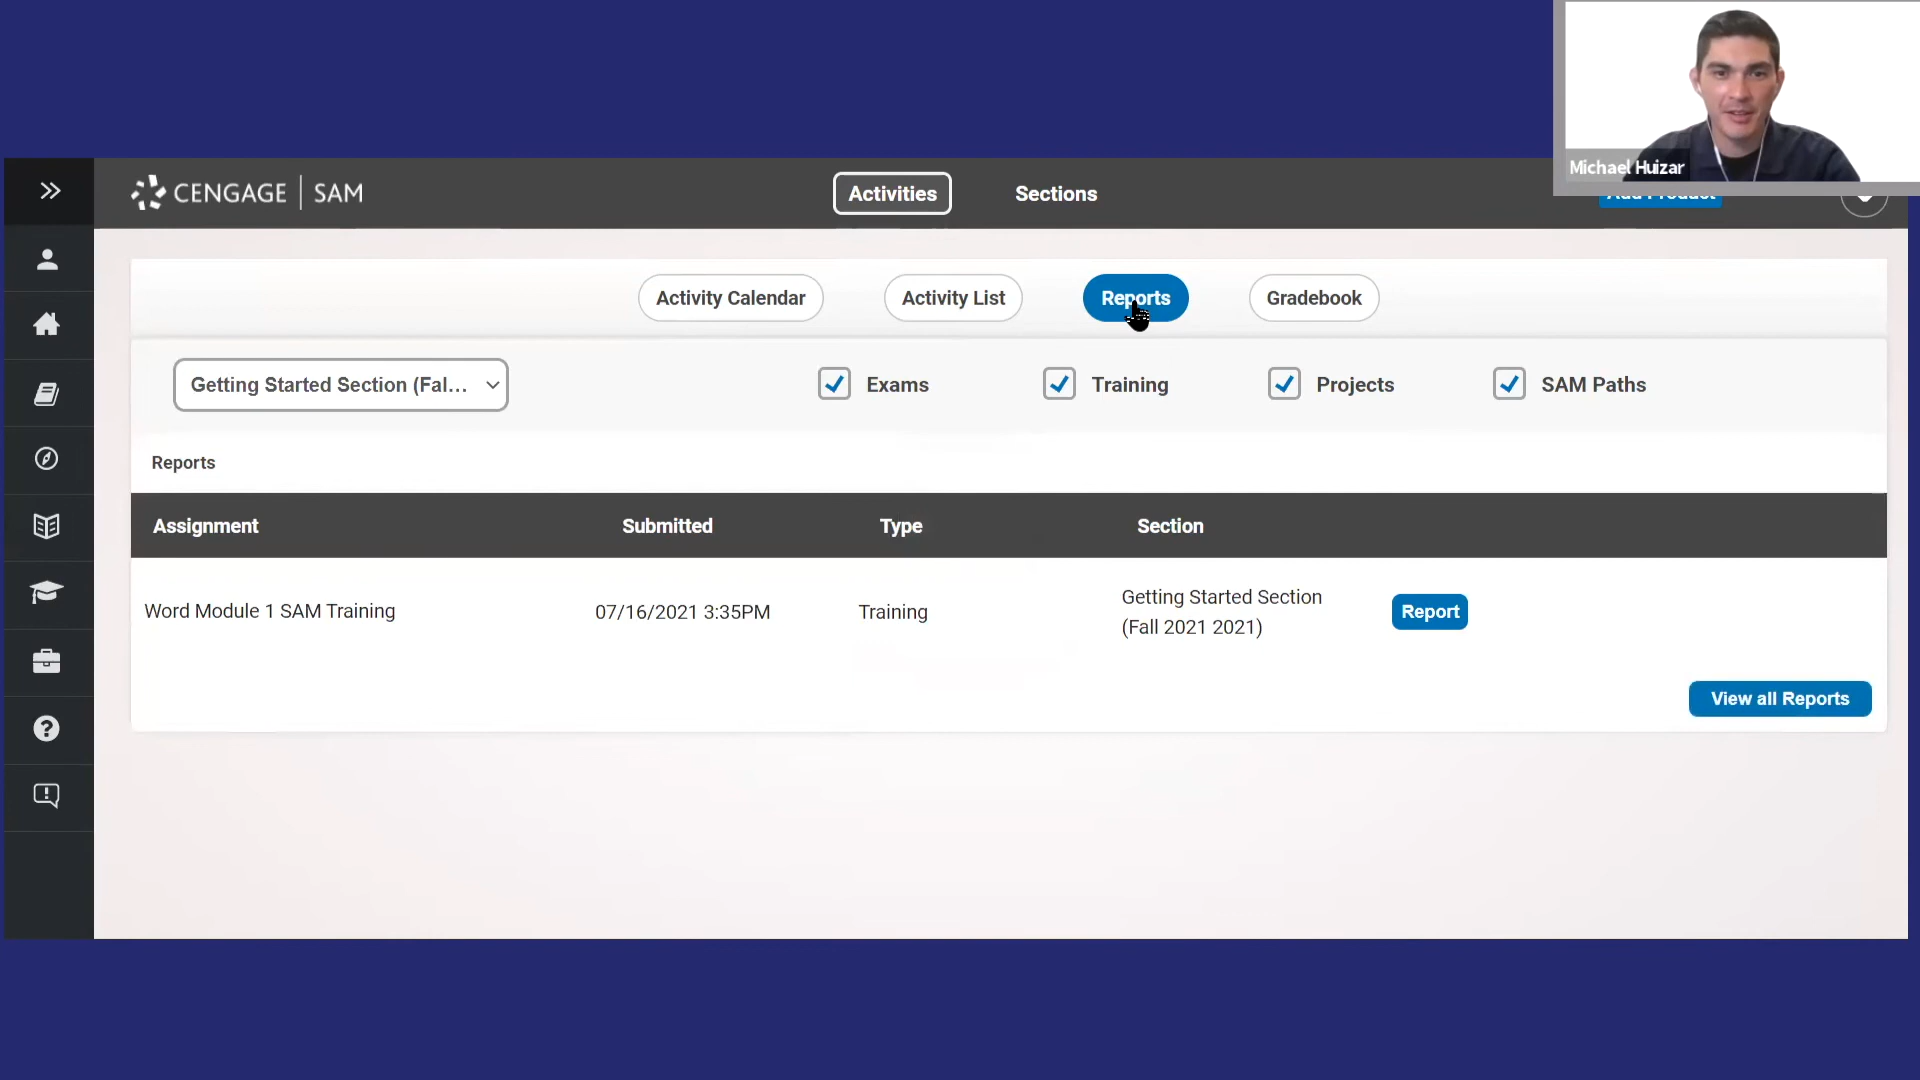 Michael Huizar
CENGAGE | SAM
Activities
Sections
Add Product
Activity Calendar
Activity List
Reports
Gradebook
Getting Started Section (Fal...
Exams
Training
Projects
SAM Paths
Reports
Assignment
Submitted
Type
Section
Word Module 1 SAM Training
07/16/2021 3:35PM
Training
Getting Started Section
(Fall 2021 2021)
Report
View all Reports